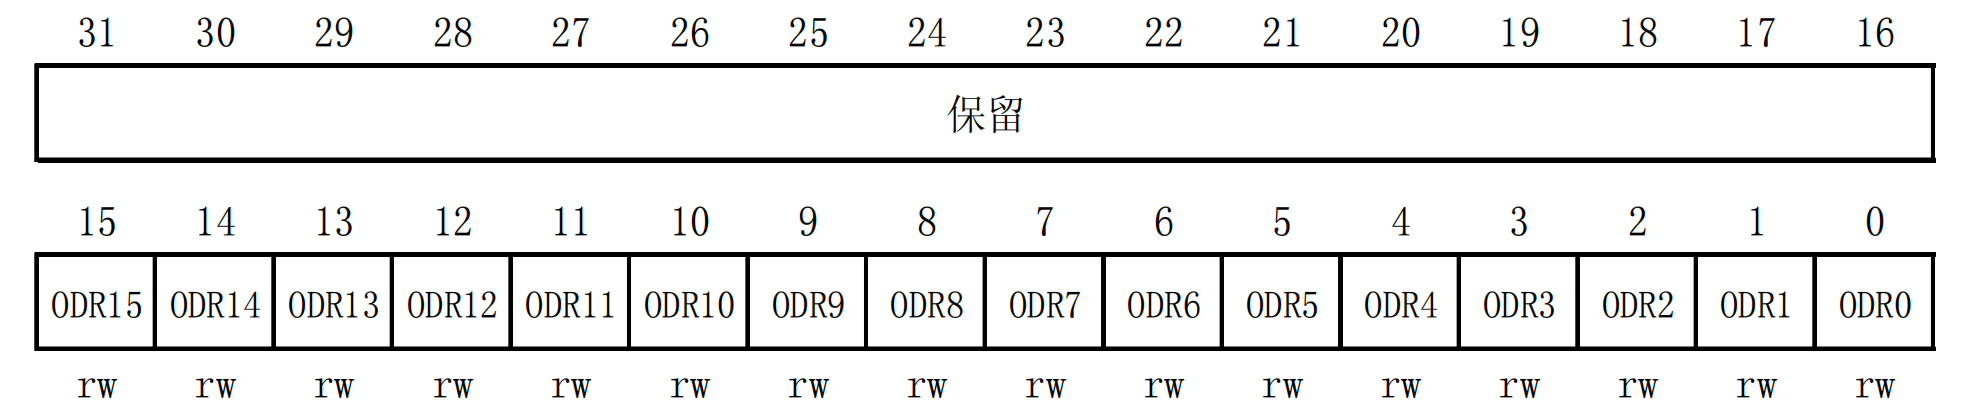 31 30 29 28 27 26 25 24 23 22 21 20 19 18 17 16
保留
15 14 13 12 11 10 9 8 7 6 5 4 3 2 1 0
ODR15 ODR14 ODR13 ODR12 ODR11 ODR10 ODR9 ODR8 ODR7 ODR6 ODR5 ODR4 ODR3 ODR2 ODR1 ODR0
rw rw rw rw rw rw rw rw rw rw rw rw rw rw rw rw